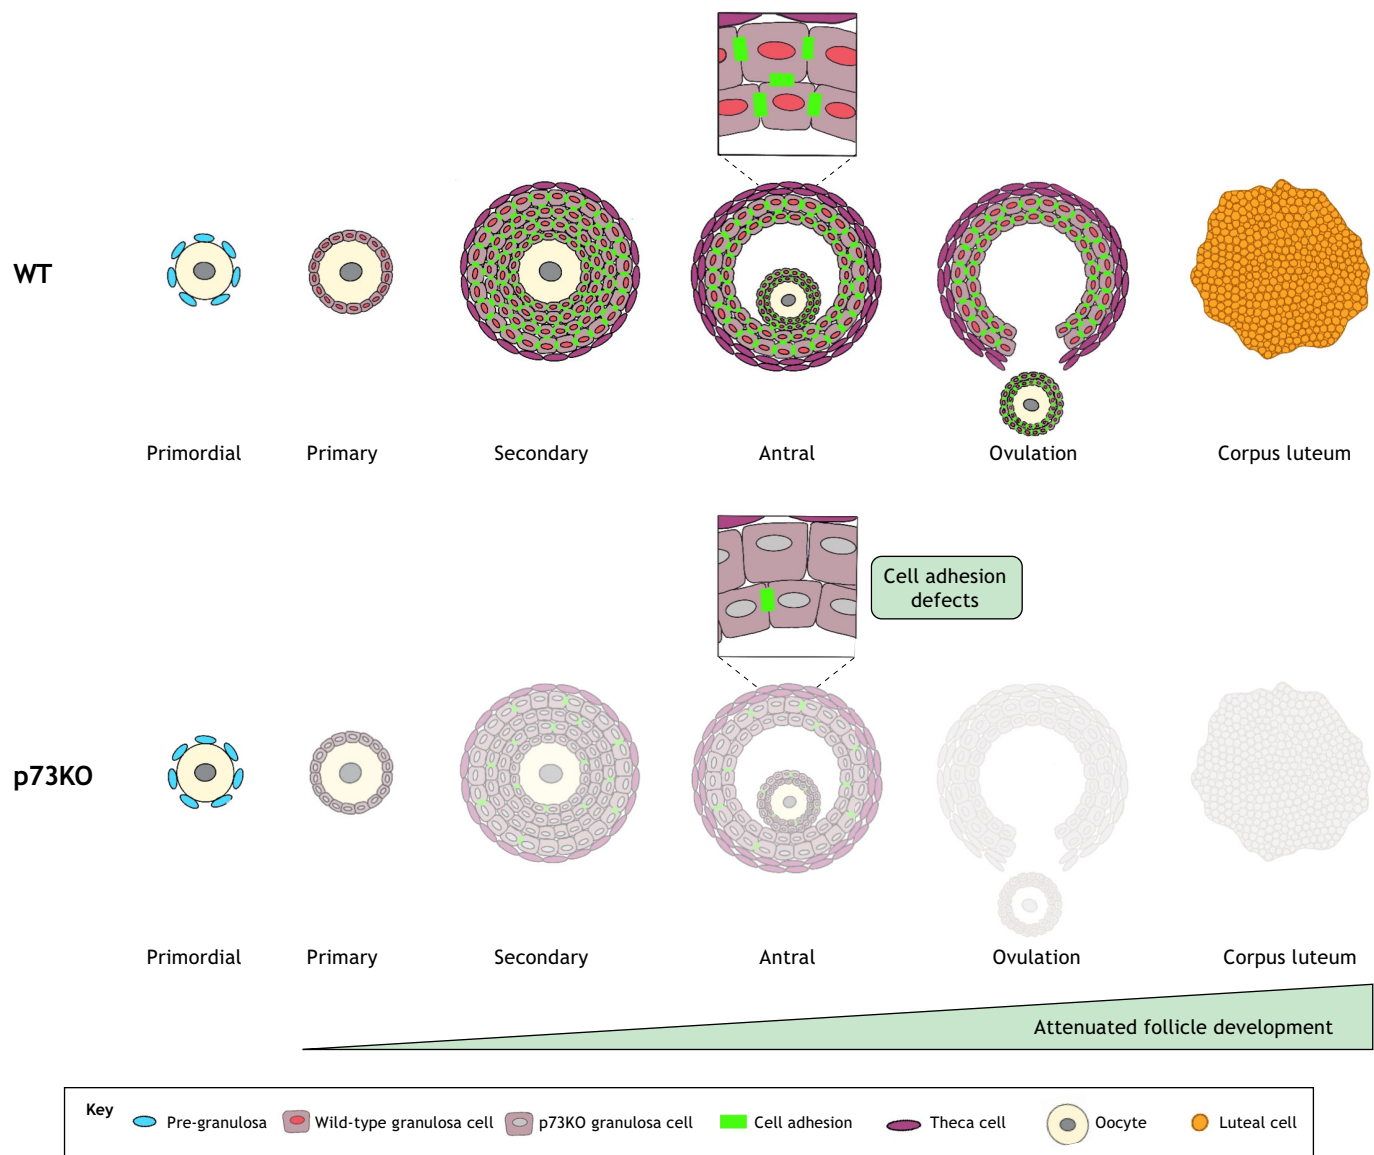 WT
Primordial
Primary
Secondary
Antral
Ovulation
Corpus luteum
Cell adhesion
defects
p73KO
Primordial
Primary
Secondary
Antral
Ovulation
Corpus luteum
Attenuated follicle development
Key
Pre-granulosa
Wild-type granulosa cell
p73KO granulosa cell
Cell adhesion
Theca cell
Oocyte
Luteal cell